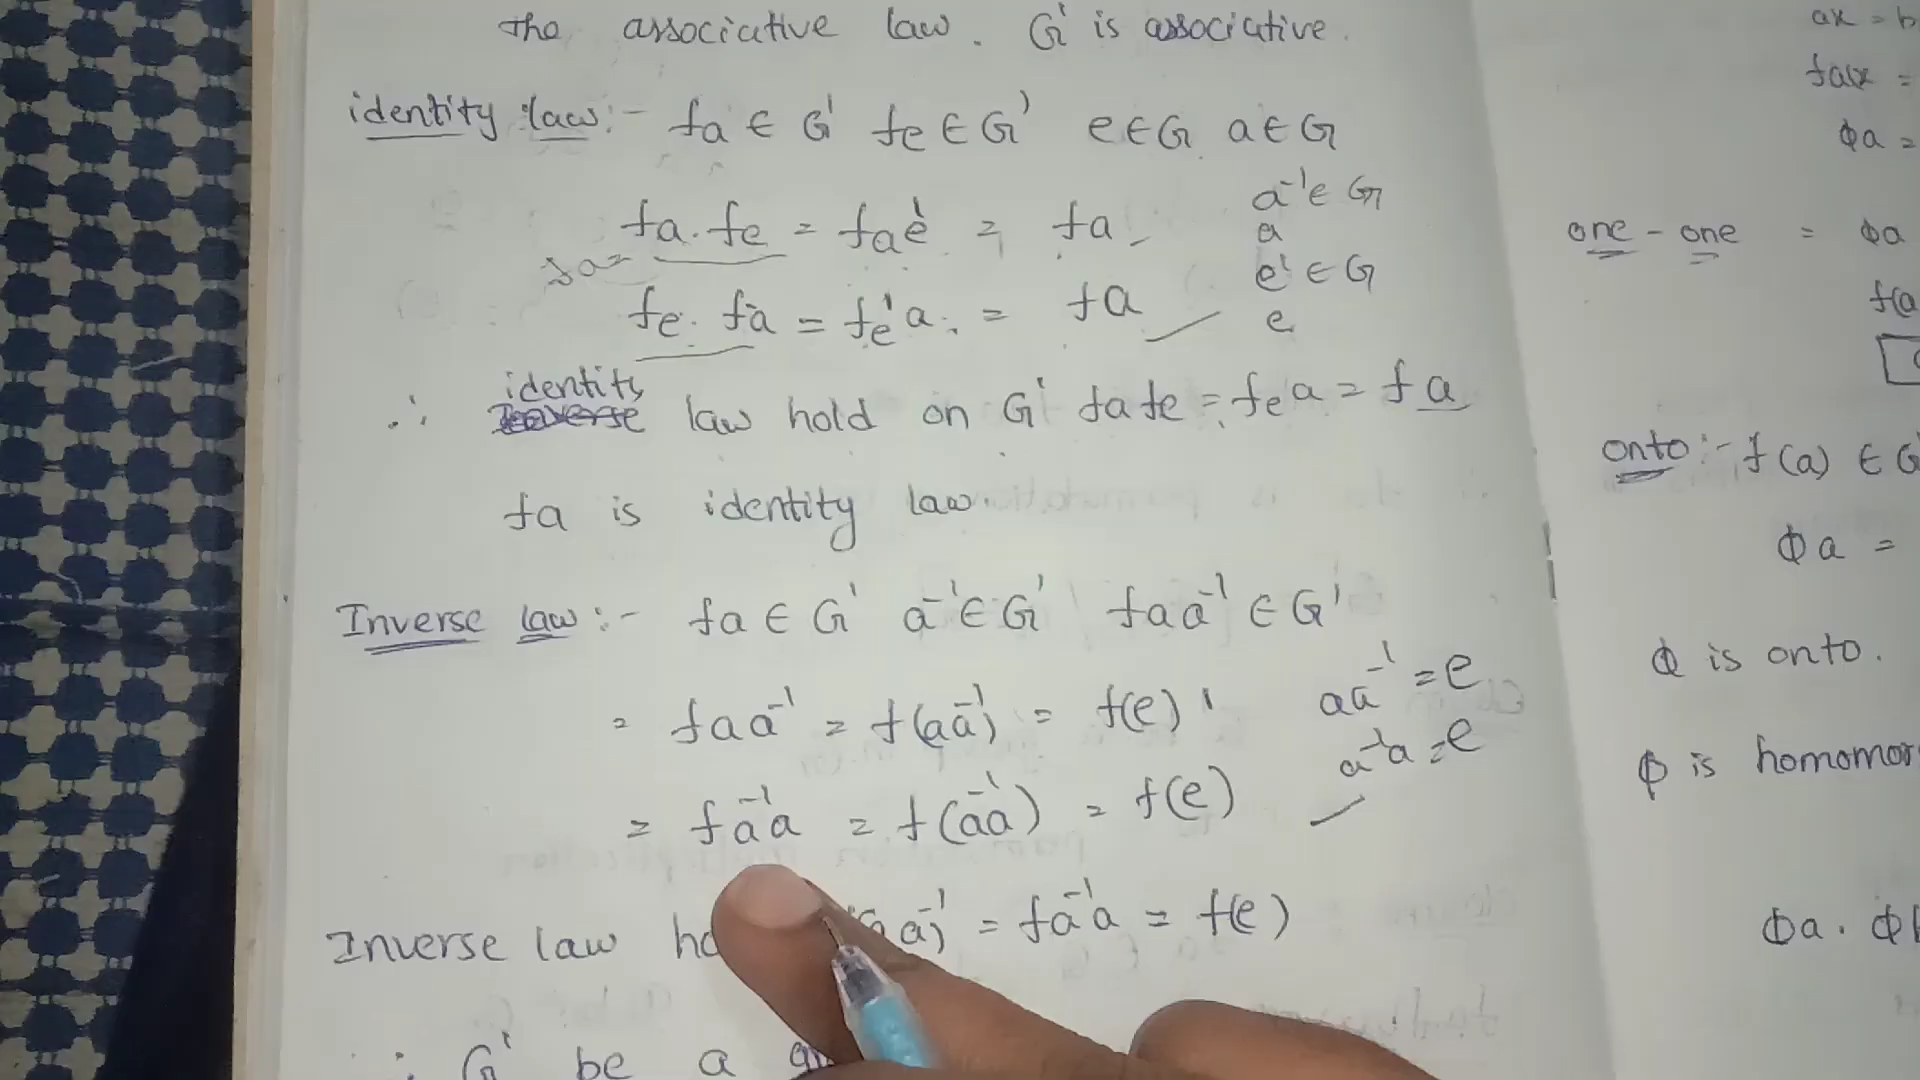 the associative law. G' is associative.
identity law:- fa ∈ G' fe ∈ G' e ∈ G a ∈ G
fa.fe = fae' = fa
a⁻¹ ∈ G
a
fa=
e' ∈ G
e
fe.fa = fe'a. = fa
identity
∴ law hold on G' fafe = fea = fa
fa is identity law.
Inverse law:- fa ∈ G' a⁻¹ ∈ G' faa⁻¹ ∈ G'
= faa⁻¹ = f(aa⁻¹) = f(e)'
aa⁻¹ = e
a⁻¹a = e
= fa⁻¹a = f(a⁻¹a) = f(e)
Inverse law a⁻¹) = fa⁻¹a = f(e)
∴ G' be a
ax = b
fax =
ϕa =
one-one = ϕa
f(a
onto:- f(a) ∈ G
ϕa =
ϕ is onto.
ϕ is homomor
ϕa. ϕ